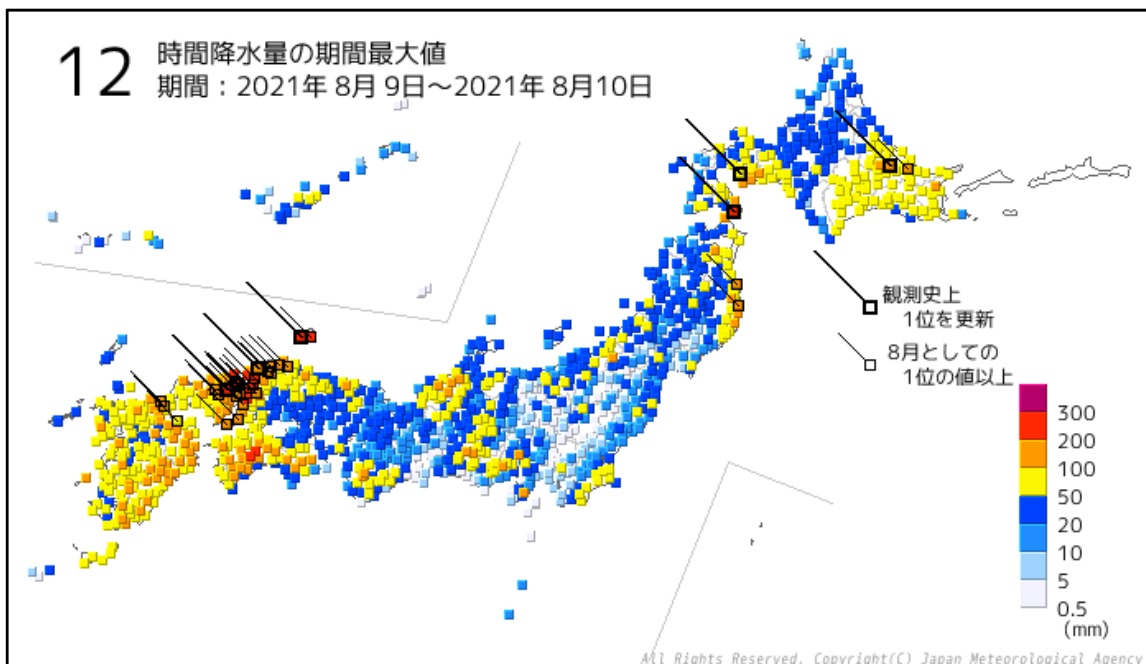 12 時間降水量の期間最大値
期間：2021年 8月 9日～2021年 8月10日
観測史上
1位を更新
8月としての
1位の値以上
300
200
100
50
20
10
5
0.5
(mm)
All Rights Reserved. Copyright(C) Japan Meteorological Agency